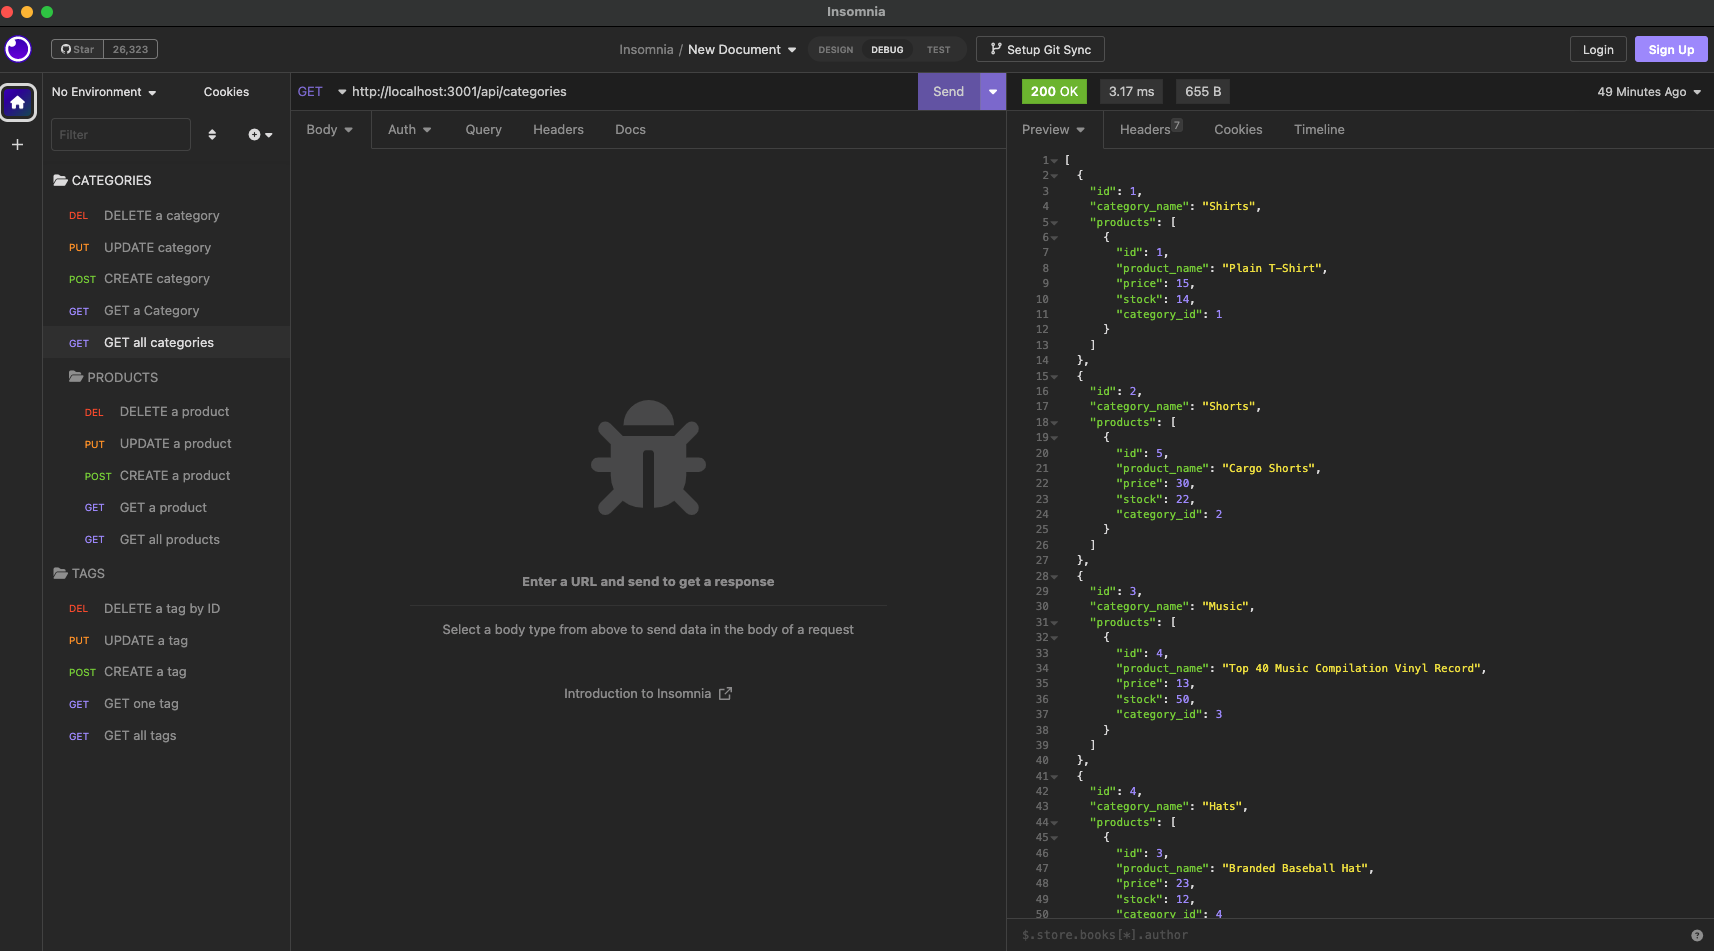 Insomnia
Star 26,323
Insomnia / New Document
DESIGN DEBUG TEST
Setup Git Sync
Login
Sign Up
No Environment
Cookies
Filter
CATEGORIES
DEL DELETE a category
PUT UPDATE category
POST CREATE category
GET GET a Category
GET GET all categories
PRODUCTS
DEL DELETE a product
PUT UPDATE a product
POST CREATE a product
GET GET a product
GET GET all products
TAGS
DEL DELETE a tag by ID
PUT UPDATE a tag
POST CREATE a tag
GET GET one tag
GET GET all tags
GET http://localhost:3001/api/categories
Send
Body Auth Query Headers Docs
Enter a URL and send to get a response
Select a body type from above to send data in the body of a request
Introduction to Insomnia
200 OK 3.17 ms 655 B 49 Minutes Ago
Preview Headers 7 Cookies Timeline
1 [
2 {
3 "id": 1,
4 "category_name": "Shirts",
5 "products": [
6 {
7 "id": 1,
8 "product_name": "Plain T-Shirt",
9 "price": 15,
10 "stock": 14,
11 "category_id": 1
12 }
13 ]
14 },
15 {
16 "id": 2,
17 "category_name": "Shorts",
18 "products": [
19 {
20 "id": 5,
21 "product_name": "Cargo Shorts",
22 "price": 30,
23 "stock": 22,
24 "category_id": 2
25 }
26 ]
27 },
28 {
29 "id": 3,
30 "category_name": "Music",
31 "products": [
32 {
33 "id": 4,
34 "product_name": "Top 40 Music Compilation Vinyl Record",
35 "price": 13,
36 "stock": 50,
37 "category_id": 3
38 }
39 ]
40 },
41 {
42 "id": 4,
43 "category_name": "Hats",
44 "products": [
45 {
46 "id": 3,
47 "product_name": "Branded Baseball Hat",
48 "price": 23,
49 "stock": 12,
50 "category_id": 4
$.store.books[*].author
?